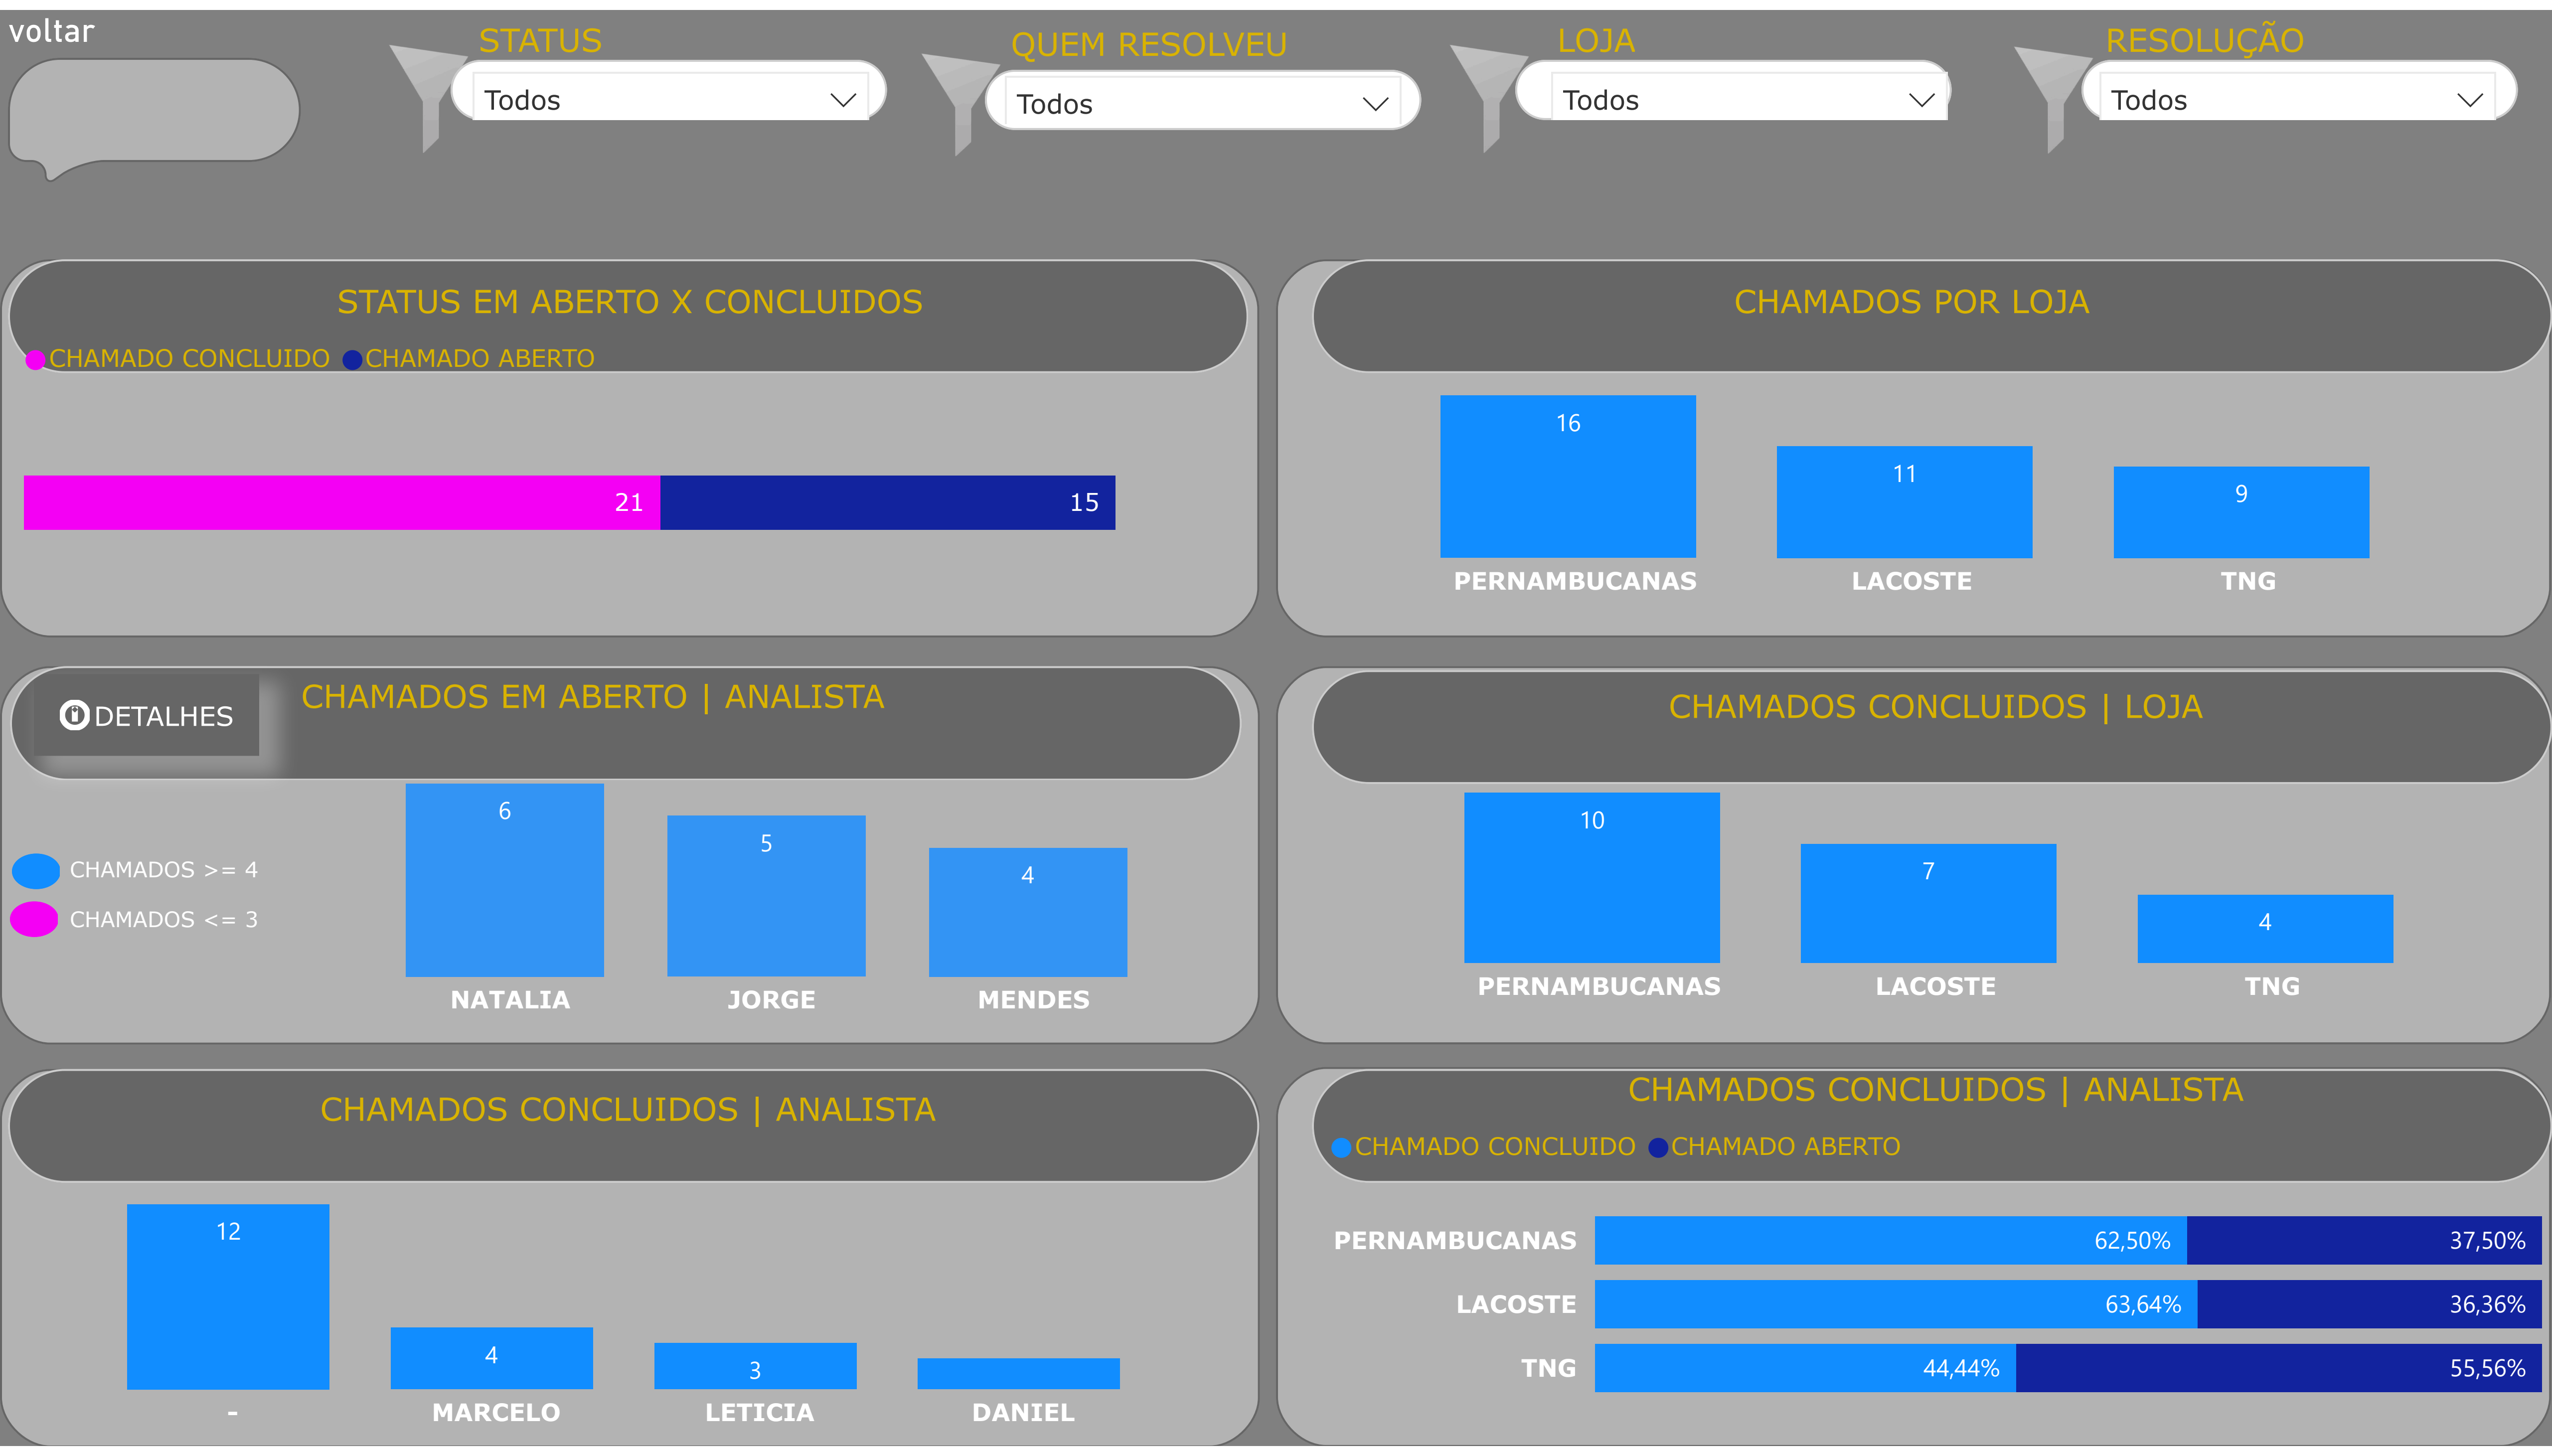 voltar
STATUS
Todos
QUEM RESOLVEU
Todos
LOJA
Todos
RESOLUÇÃO
Todos
STATUS EM ABERTO X CONCLUIDOS
CHAMADO CONCLUIDO CHAMADO ABERTO
21 15
CHAMADOS POR LOJA
16 11 9
PERNAMBUCANAS LACOSTE TNG
DETALHES
CHAMADOS EM ABERTO | ANALISTA
CHAMADOS >= 4
CHAMADOS <= 3
6 5 4
NATALIA JORGE MENDES
CHAMADOS CONCLUIDOS | LOJA
10 7 4
PERNAMBUCANAS LACOSTE TNG
CHAMADOS CONCLUIDOS | ANALISTA
12 4 3
- MARCELO LETICIA DANIEL
CHAMADOS CONCLUIDOS | ANALISTA
CHAMADO CONCLUIDO CHAMADO ABERTO
PERNAMBUCANAS 62,50% 37,50%
LACOSTE 63,64% 36,36%
TNG 44,44% 55,56%